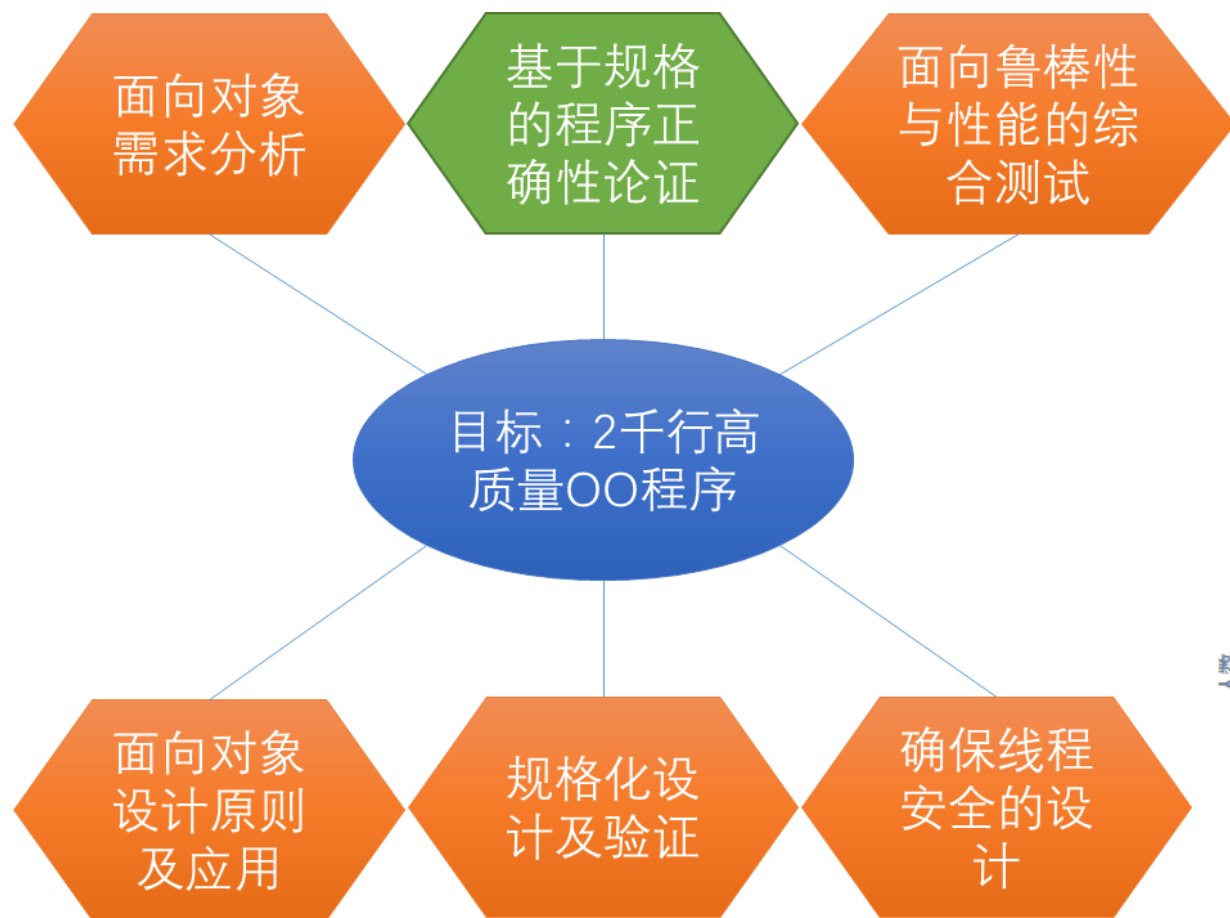 面向对象
需求分析
基于规格
的程序正
确性论证
面向鲁棒性
与性能的综
合测试
目标：2千行高
质量OO程序
面向对象
设计原则
及应用
规格化设
计及验证
确保线程
安全的设
计